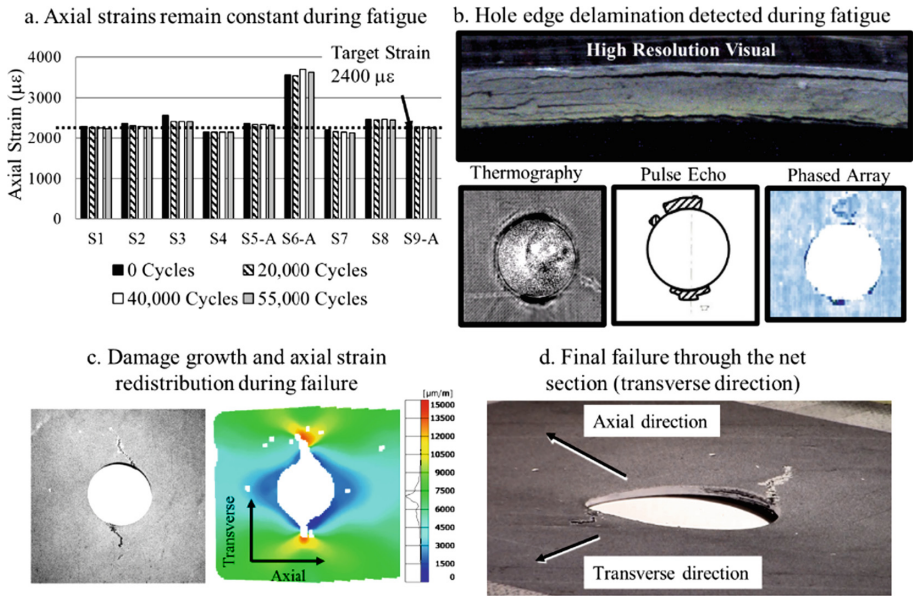 a. Axial strains remain constant during fatigue
Axial Strain (µε)
4000
3000
2000
1000
0
Target Strain
2400 µε
S1 S2 S3 S4 S5-A S6-A S7 S8 S9-A
0 Cycles 20,000 Cycles
40,000 Cycles 55,000 Cycles
b. Hole edge delamination detected during fatigue
High Resolution Visual
Thermography Pulse Echo Phased Array
c. Damage growth and axial strain
redistribution during failure
[µm/m]
15000
13500
12000
10500
9000
7500
6000
4500
3000
1500
0
Transverse
Axial
d. Final failure through the net
section (transverse direction)
Axial direction
Transverse direction